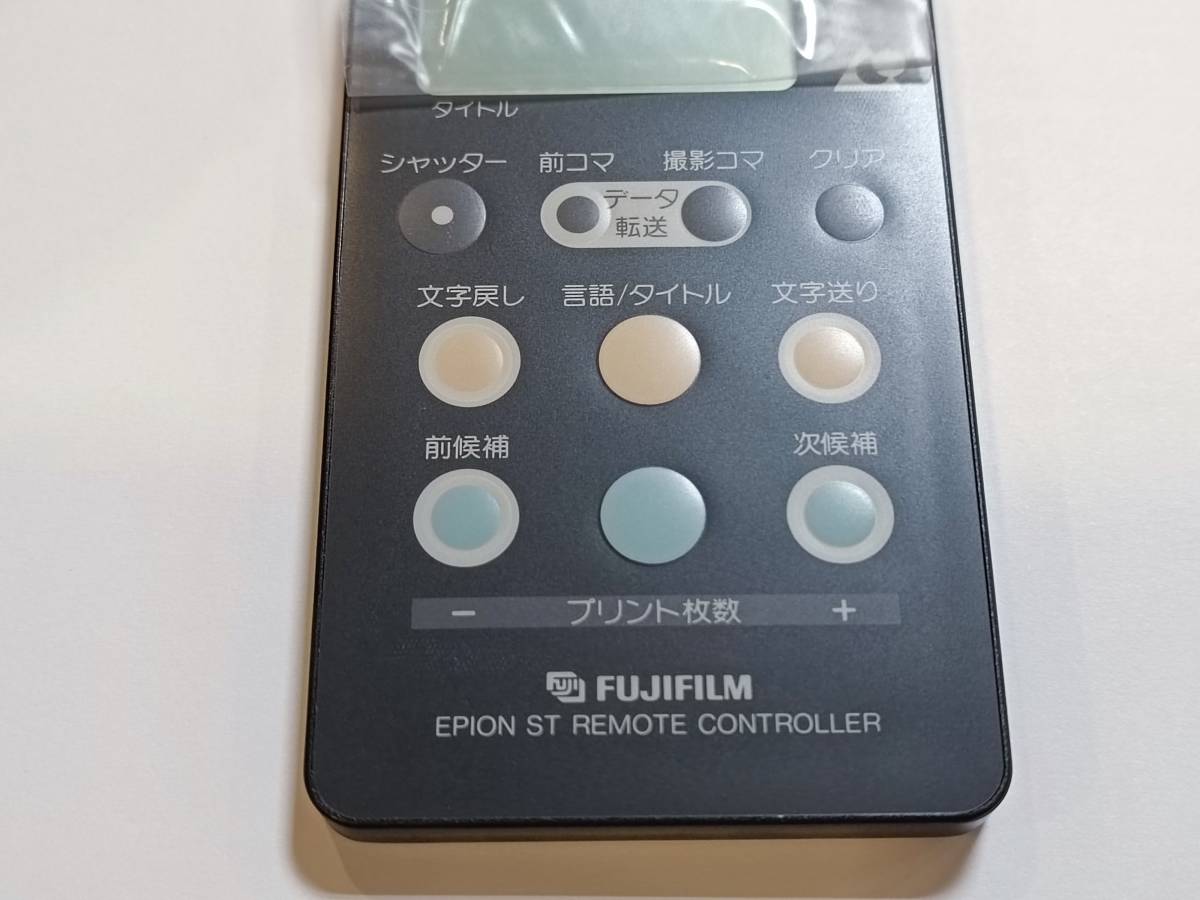 タイトル
シャッター 前コマ 撮影コマ クリア
データ
転送
文字戻し 言語/タイトル 文字送り
前候補 次候補
− プリント枚数 +
Fuji FUJIFILM
EPION ST REMOTE CONTROLLER